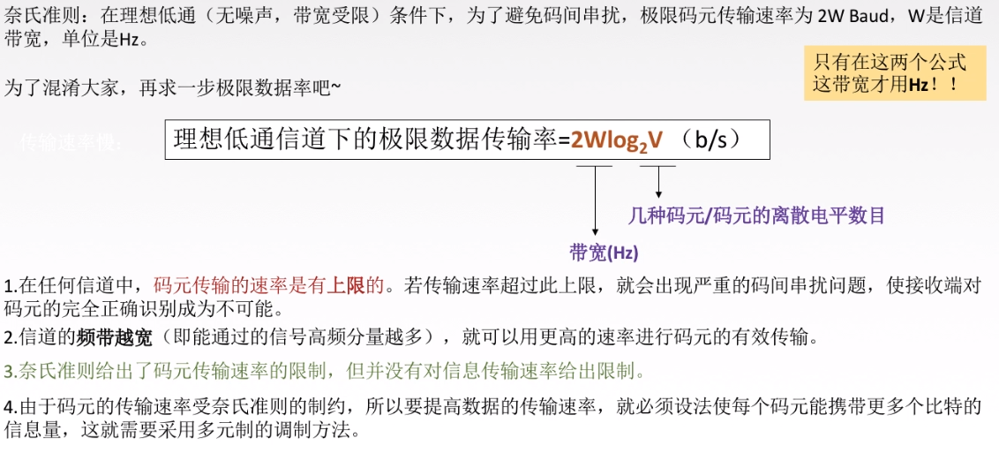 奈氏准则：在理想低通（无噪声，带宽受限）条件下，为了避免码间串扰，极限码元传输速率为 2W Baud，W是信道
带宽，单位是Hz。
只有在这两个公式
这带宽才用Hz！！
为了混淆大家，再求一步极限数据率吧~
传输速率慢：
理想低通信道下的极限数据传输率=2Wlog₂V （b/s）
几种码元/码元的离散电平数目
带宽(Hz)
1.在任何信道中，码元传输的速率是有上限的。若传输速率超过此上限，就会出现严重的码间串扰问题，使接收端对
码元的完全正确识别成为不可能。
2.信道的频带越宽（即能通过的信号高频分量越多），就可以用更高的速率进行码元的有效传输。
3.奈氏准则给出了码元传输速率的限制，但并没有对信息传输速率给出限制。
4.由于码元的传输速率受奈氏准则的制约，所以要提高数据的传输速率，就必须设法使每个码元能携带更多个比特的
信息量，这就需要采用多元制的调制方法。